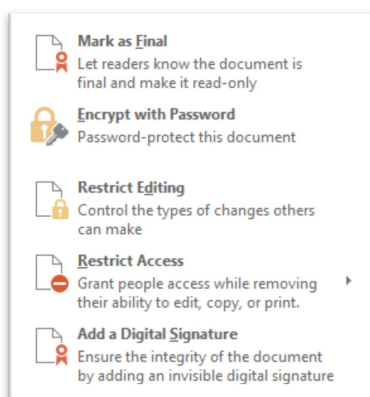 Mark as Final
Let readers know the document is
final and make it read-only
Encrypt with Password
Password-protect this document
Restrict Editing
Control the types of changes others
can make
Restrict Access
Grant people access while removing
their ability to edit, copy, or print.
Add a Digital Signature
Ensure the integrity of the document
by adding an invisible digital signature